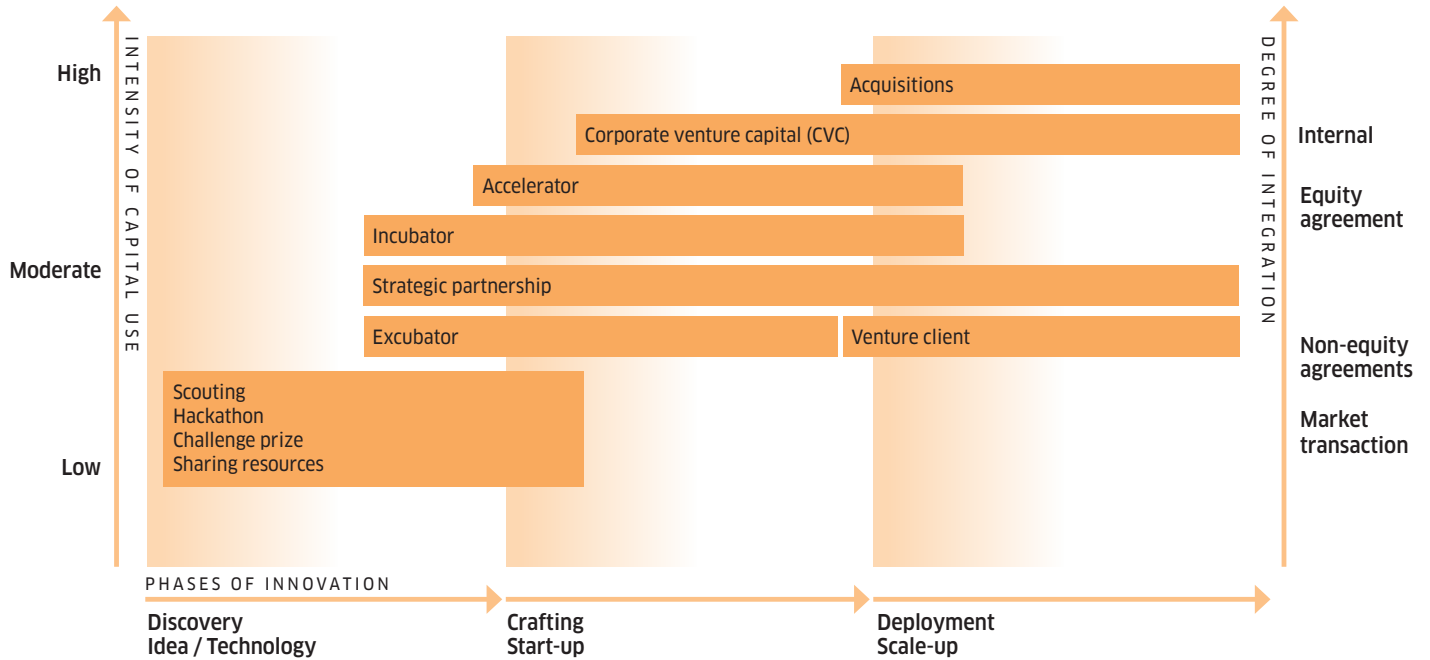 High
Moderate
Low
INTENSITY OF CAPITAL USE
Acquisitions
Corporate venture capital (CVC)
Accelerator
Incubator
Strategic partnership
Excubator
Venture client
Scouting
Hackathon
Challenge prize
Sharing resources
DEGREE OF INTEGRATION
Internal
Equity
agreement
Non-equity
agreements
Market
transaction
PHASES OF INNOVATION
Discovery
Idea / Technology
Crafting
Start-up
Deployment
Scale-up